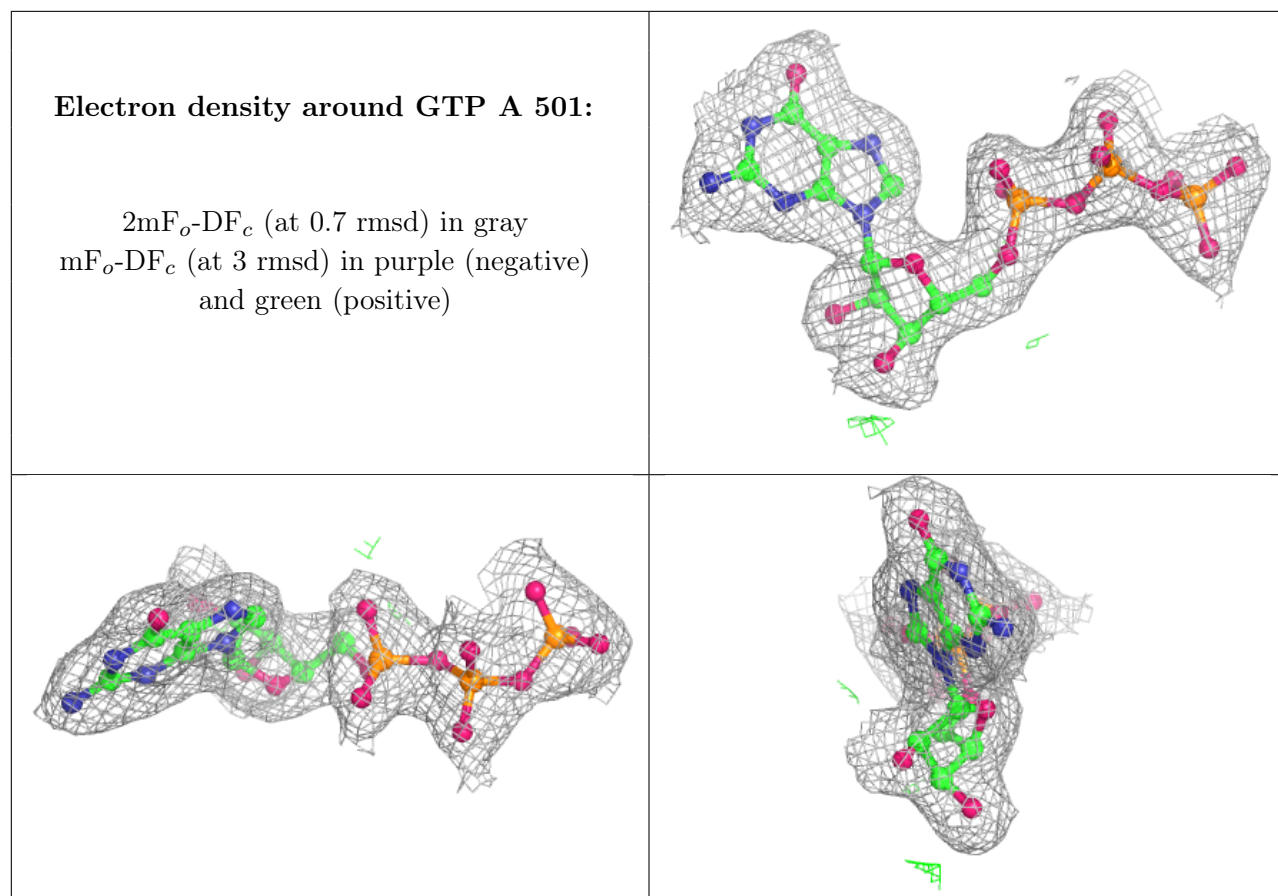 Electron density around GTP A 501:
2mFo-DFc (at 0.7 rmsd) in gray
mFo-DFc (at 3 rmsd) in purple (negative)
and green (positive)